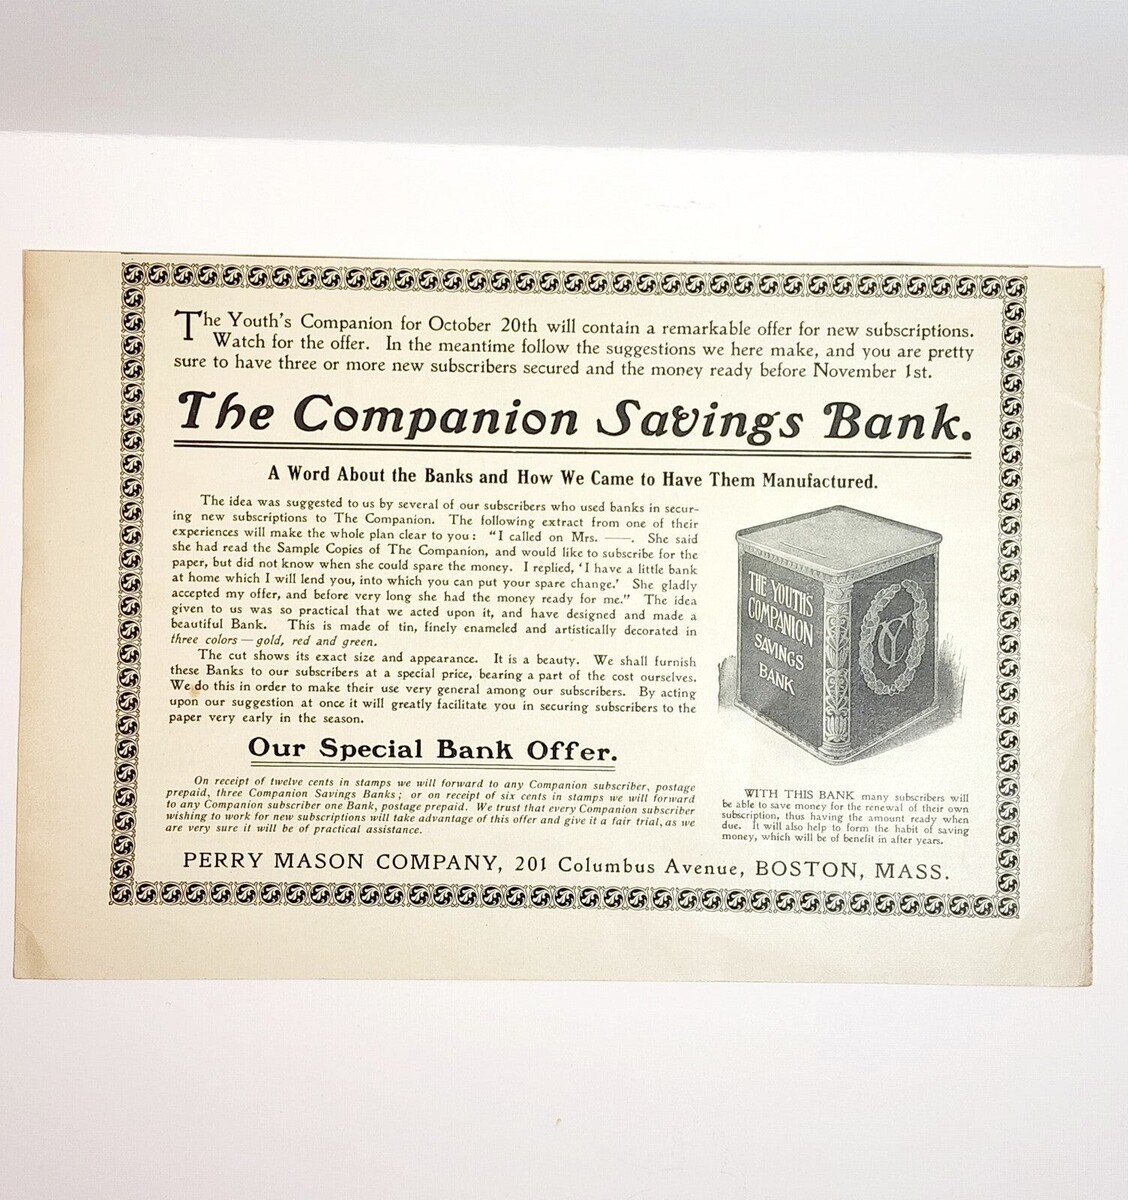 The Youth's Companion for October 20th will contain a remarkable offer for new subscriptions.
Watch for the offer. In the meantime follow the suggestions we here make, and you are pretty
sure to have three or more new subscribers secured and the money ready before November 1st.
The Companion Savings Bank.
A Word About the Banks and How We Came to Have Them Manufactured.
The idea was suggested to us by several of our subscribers who used banks in secur-
ing new subscriptions to The Companion. The following extract from one of their
experiences will make the whole plan clear to you: "I called on Mrs. ——. She said
she had read the Sample Copies of The Companion, and would like to subscribe for the
paper, but did not know when she could spare the money. I replied, 'I have a little bank
at home which I will lend you, into which you can put your spare change.' She gladly
accepted my offer, and before very long she had the money ready for me." The idea
given to us was so practical that we acted upon it, and have designed and made a
beautiful Bank. This is made of tin, finely enameled and artistically decorated in
three colors — gold, red and green.
The cut shows its exact size and appearance. It is a beauty. We shall furnish
these Banks to our subscribers at a special price, bearing a part of the cost ourselves.
We do this in order to make their use very general among our subscribers. By acting
upon our suggestion at once it will greatly facilitate you in securing subscribers to the
paper very early in the season.
Our Special Bank Offer.
On receipt of twelve cents in stamps we will forward to any Companion subscriber, postage
prepaid, three Companion Savings Banks; or on receipt of six cents in stamps we will forward
to any Companion subscriber one Bank, postage prepaid. We trust that every Companion subscriber
wishing to work for new subscriptions will take advantage of this offer and give it a fair trial, as we
are very sure it will be of practical assistance.
THE YOUTH'S
COMPANION
SAVINGS
BANK
YC
WITH THIS BANK many subscribers will
be able to save money for the renewal of their own
subscription, thus having the amount ready when
due. It will also help to form the habit of saving
money, which will be of benefit in after years.
PERRY MASON COMPANY, 201 Columbus Avenue, BOSTON, MASS.